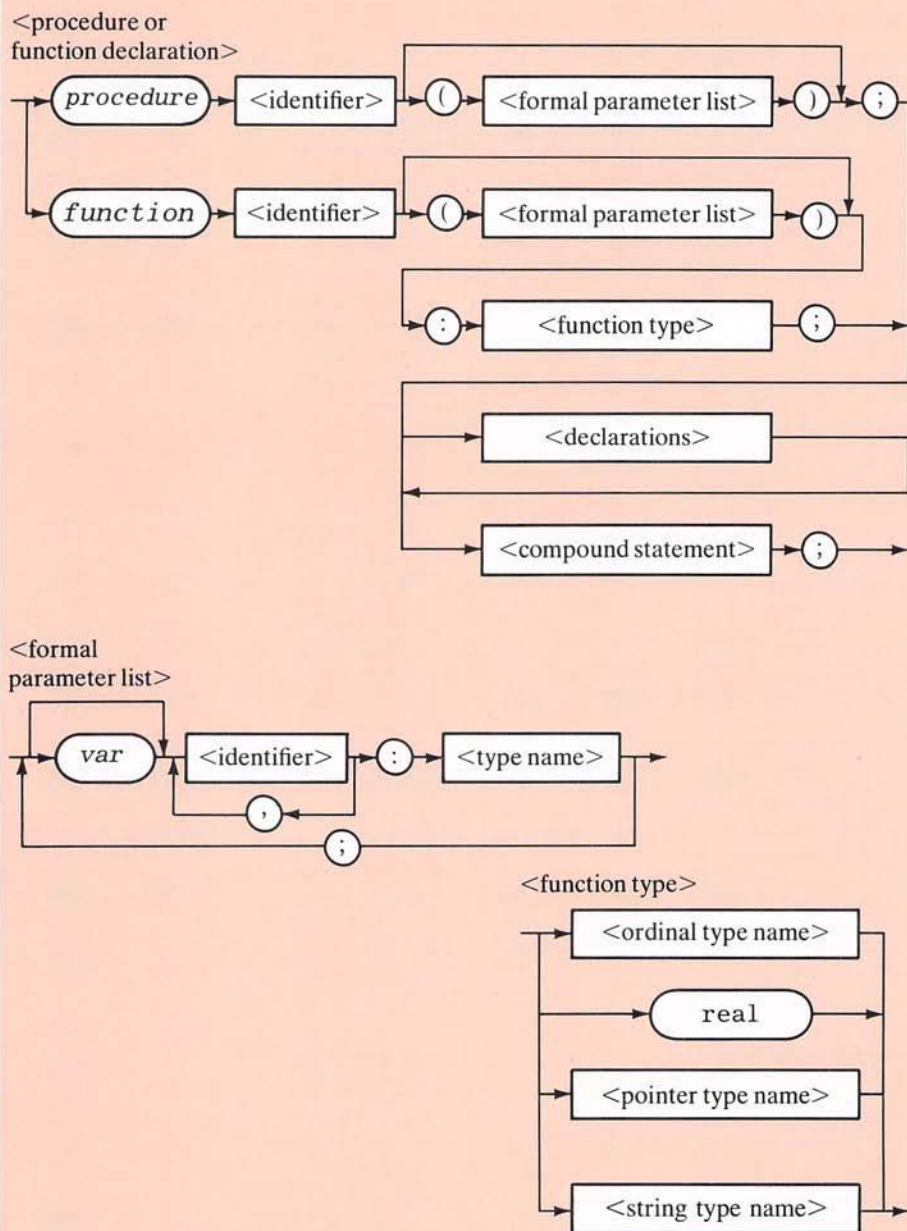 <procedure or
function declaration>
procedure <identifier> ( <formal parameter list> ) ;
function <identifier> ( <formal parameter list> )
: <function type> ;
<declarations>
<compound statement> ;
<formal
parameter list>
var <identifier> : <type name>
,
;
<function type>
<ordinal type name>
real
<pointer type name>
<string type name>